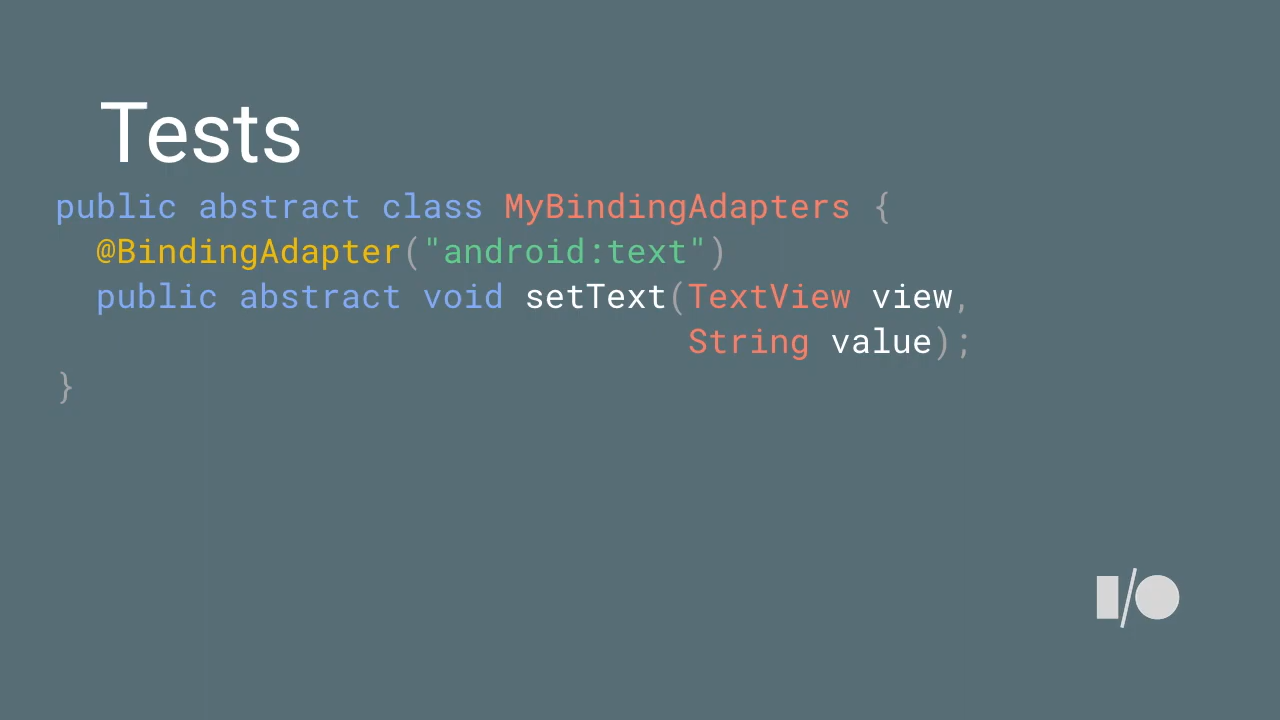 Tests
public abstract class MyBindingAdapters {
@BindingAdapter("android:text")
public abstract void setText(TextView view,
String value);
}
I/O